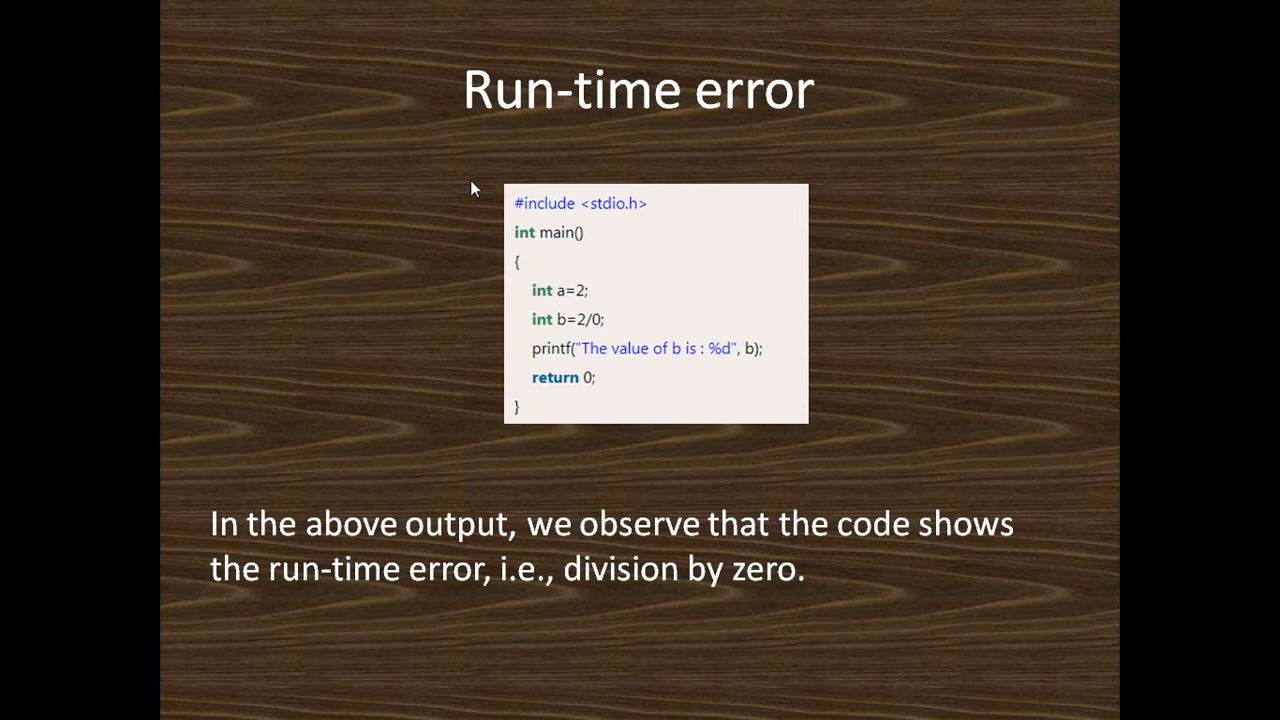 Run-time error
#include <stdio.h>
int main()
{
int a=2;
int b=2/0;
printf("The value of b is : %d", b);
return 0;
}
In the above output, we observe that the code shows
the run-time error, i.e., division by zero.